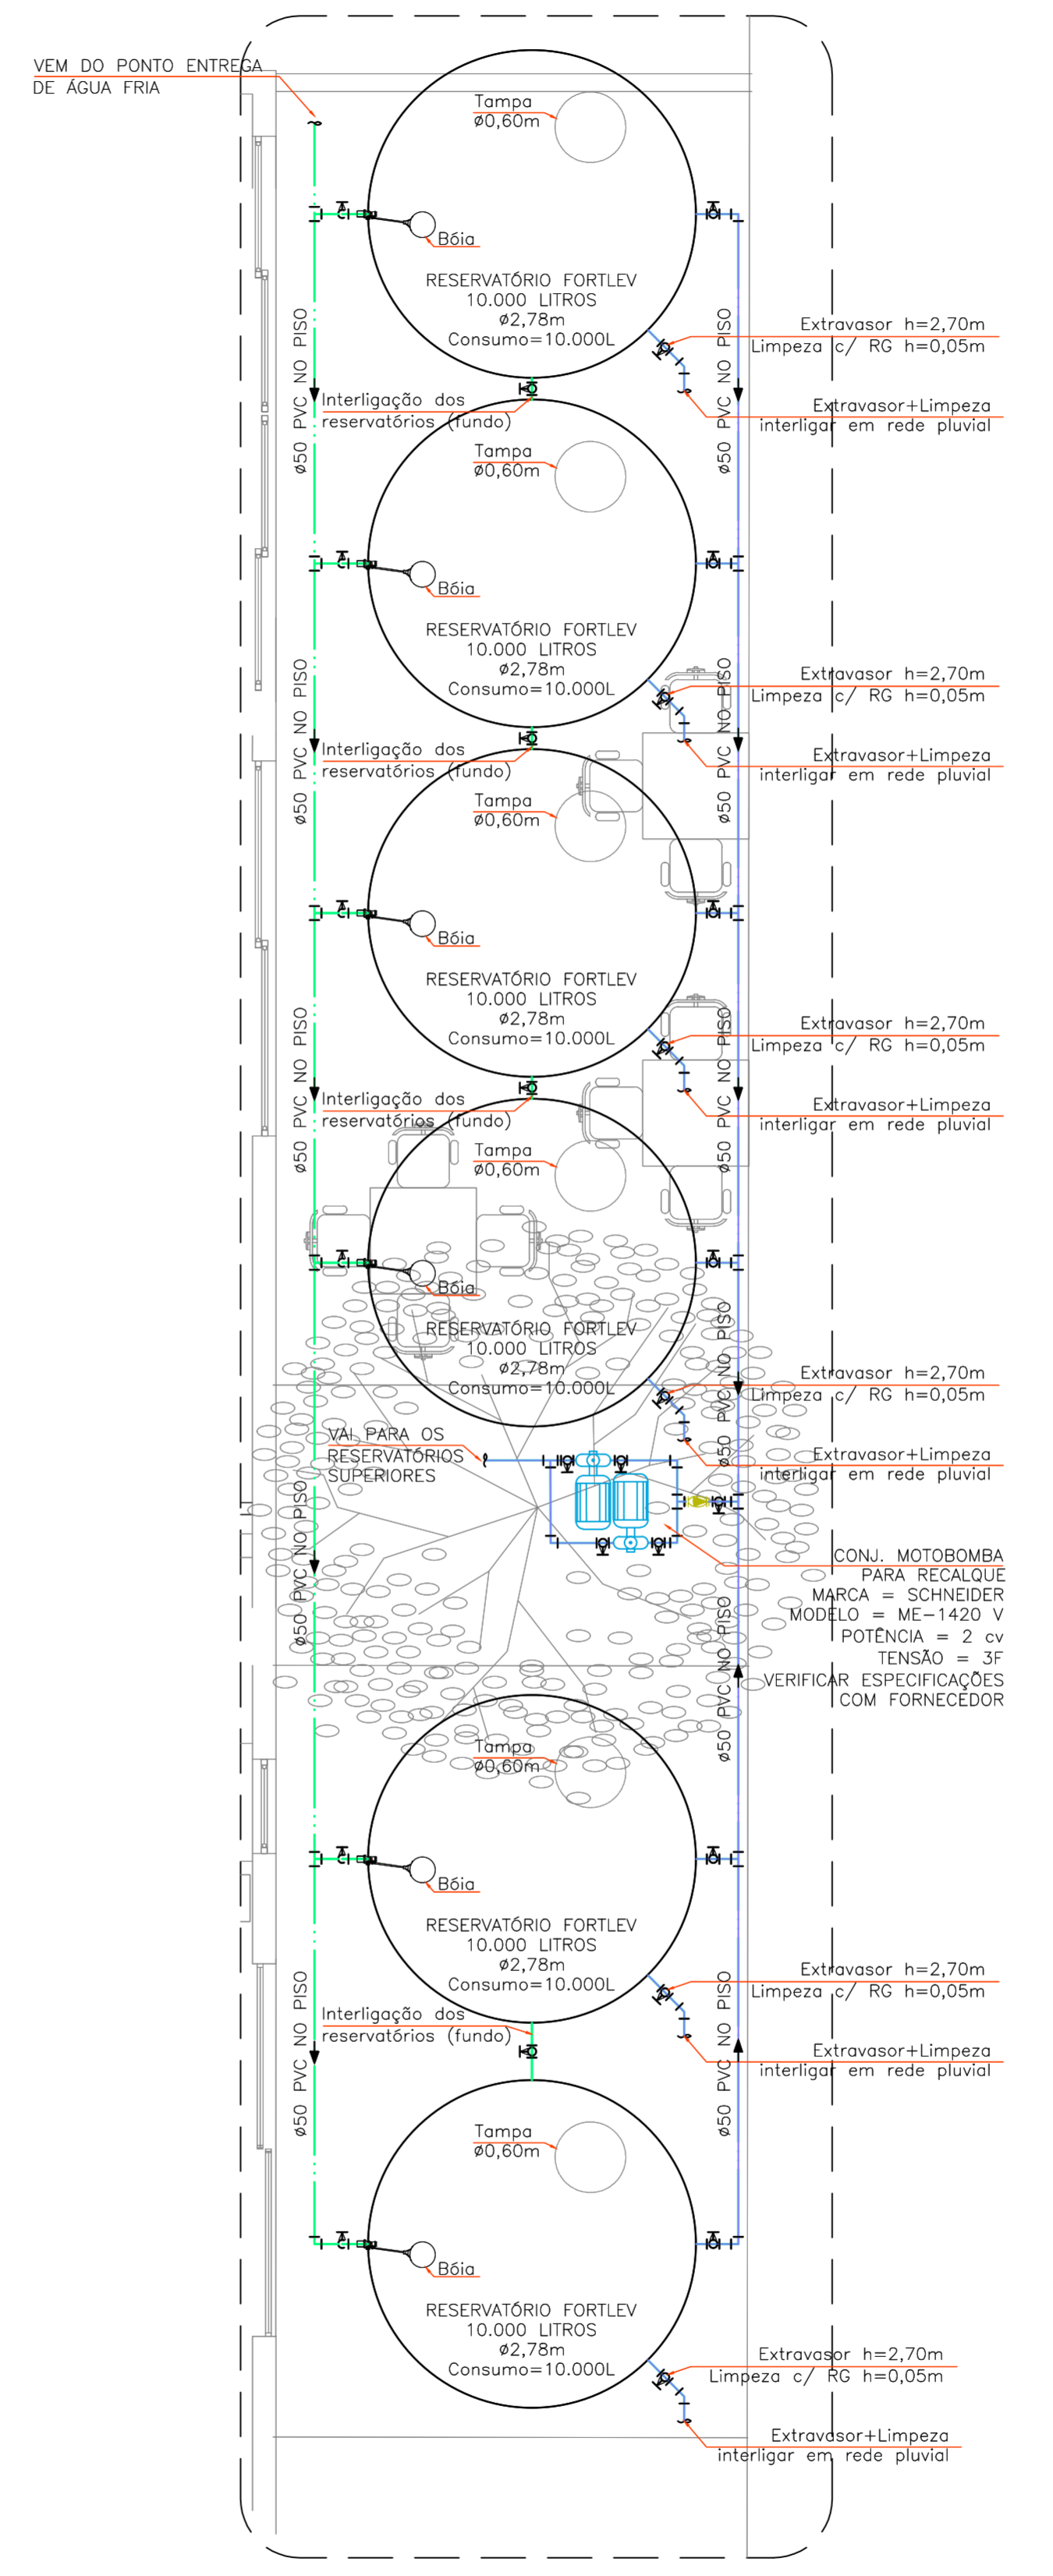 VEM DO PONTO ENTREGA
DE ÁGUA FRIA
Tampa
ø0,60m
Bóia
RESERVATÓRIO FORTLEV
10.000 LITROS
ø2,78m
Consumo=10.000L
ø50 PVC NO PISO
ø50 PVC NO PISO
Extravasor h=2,70m
Limpeza c/ RG h=0,05m
Interligação dos
reservatórios (fundo)
Extravasor+Limpeza
interligar em rede pluvial
Tampa
ø0,60m
Bóia
RESERVATÓRIO FORTLEV
10.000 LITROS
ø2,78m
Consumo=10.000L
ø50 PVC NO PISO
ø50 PVC NO PISO
Extravasor h=2,70m
Limpeza c/ RG h=0,05m
Interligação dos
reservatórios (fundo)
Extravasor+Limpeza
interligar em rede pluvial
Tampa
ø0,60m
Bóia
RESERVATÓRIO FORTLEV
10.000 LITROS
ø2,78m
Consumo=10.000L
ø50 PVC NO PISO
ø50 PVC NO PISO
Extravasor h=2,70m
Limpeza c/ RG h=0,05m
Interligação dos
reservatórios (fundo)
Extravasor+Limpeza
interligar em rede pluvial
Tampa
ø0,60m
Bóia
RESERVATÓRIO FORTLEV
10.000 LITROS
ø2,78m
Consumo=10.000L
ø50 PVC NO PISO
Extravasor h=2,70m
Limpeza c/ RG h=0,05m
Extravasor+Limpeza
interligar em rede pluvial
VAI PARA OS
RESERVATÓRIOS
SUPERIORES
ø50 PVC NO PISO
CONJ. MOTOBOMBA
PARA RECALQUE
MARCA = SCHNEIDER
MODELO = ME-1420 V
POTÊNCIA = 2 cv
TENSÃO = 3F
VERIFICAR ESPECIFICAÇÕES
COM FORNECEDOR
ø50 PVC NO PISO
Tampa
ø0,60m
Bóia
RESERVATÓRIO FORTLEV
10.000 LITROS
ø2,78m
Consumo=10.000L
Extravasor h=2,70m
Limpeza c/ RG h=0,05m
Interligação dos
reservatórios (fundo)
Extravasor+Limpeza
interligar em rede pluvial
ø50 PVC NO PISO
ø50 PVC NO PISO
Tampa
ø0,60m
Bóia
RESERVATÓRIO FORTLEV
10.000 LITROS
ø2,78m
Consumo=10.000L
Extravasor h=2,70m
Limpeza c/ RG h=0,05m
Extravasor+Limpeza
interligar em rede pluvial